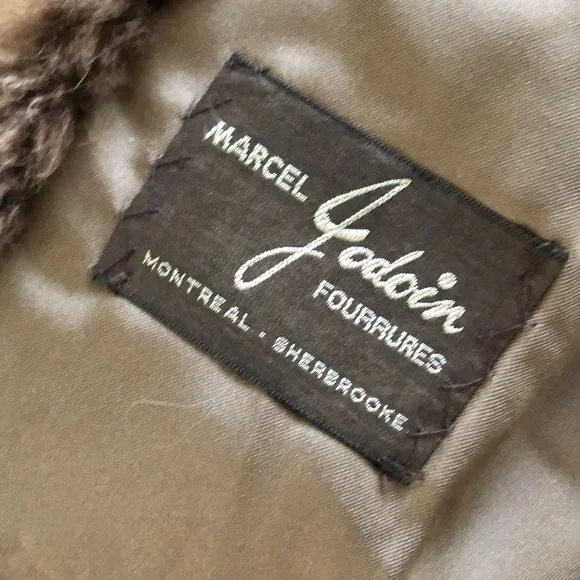 MARCEL
Jodoin
FOURRURES
MONTREAL . SHERBROOKE